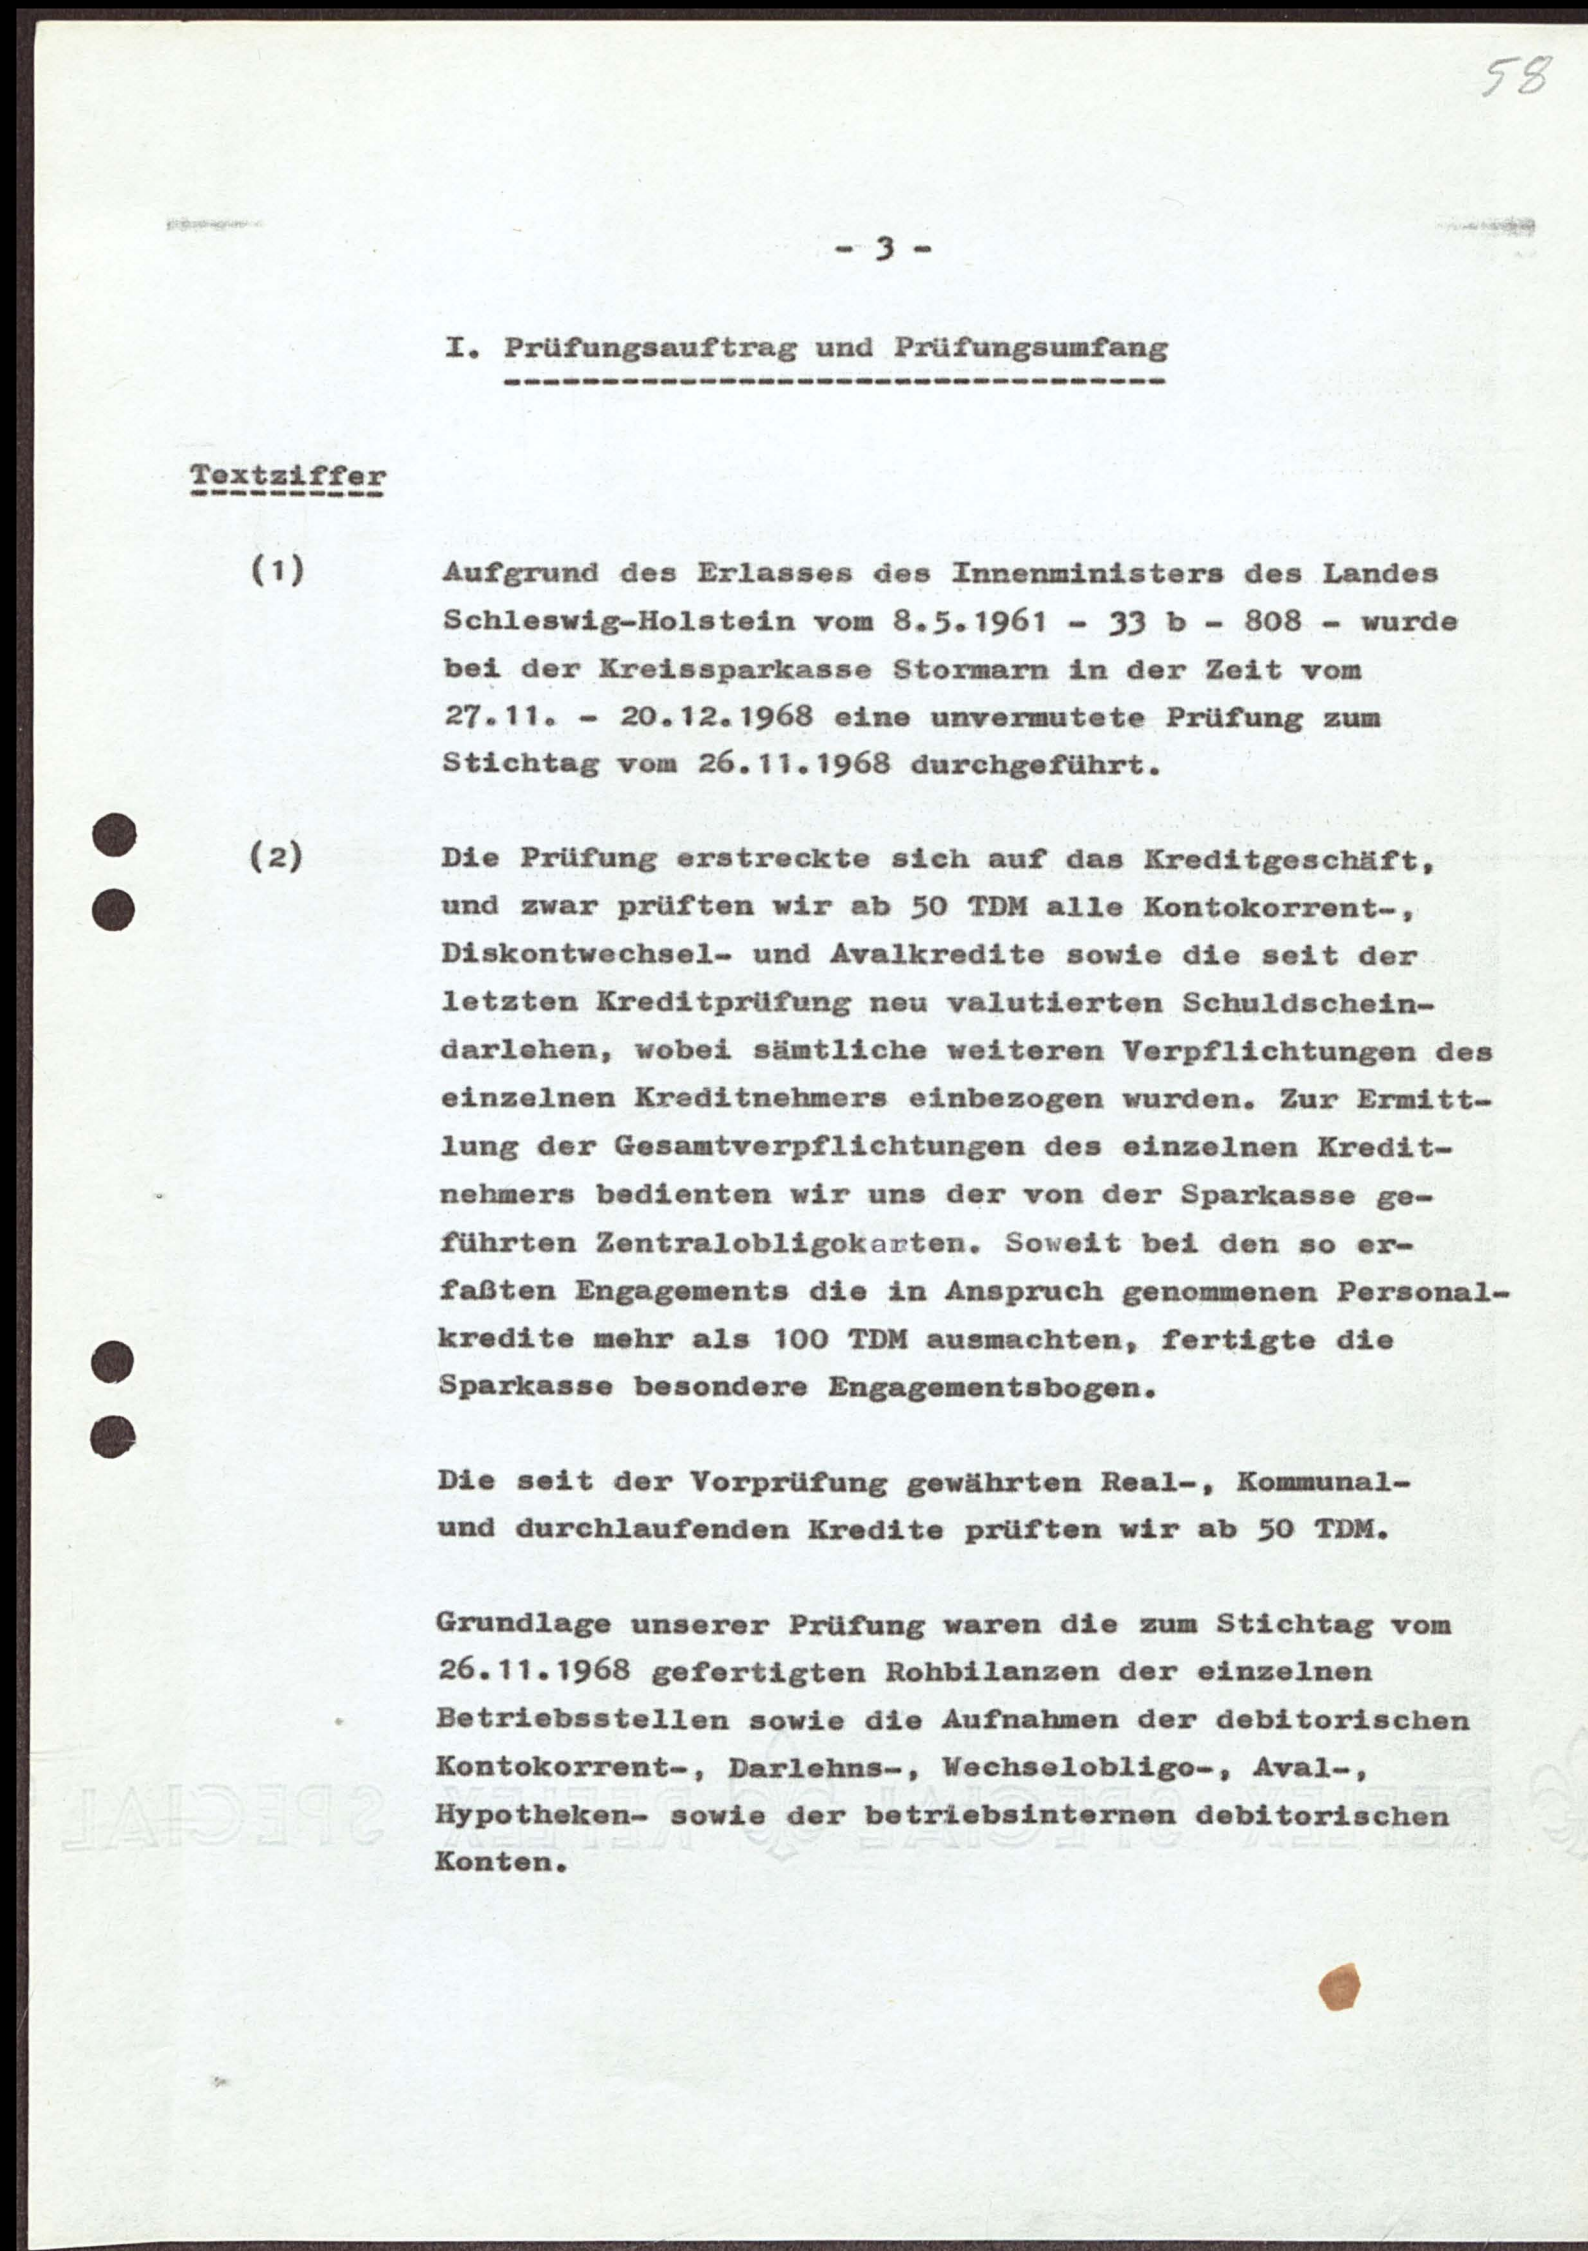 58
- 3 -
I. Prüfungsauftrag und Prüfungsumfang
Textziffer
(1) Aufgrund des Erlasses des Innenministers des Landes
Schleswig-Holstein vom 8.5.1961 - 33 b - 808 - wurde
bei der Kreissparkasse Stormarn in der Zeit vom
27.11. - 20.12.1968 eine unvermutete Prüfung zum
Stichtag vom 26.11.1968 durchgeführt.
(2) Die Prüfung erstreckte sich auf das Kreditgeschäft,
und zwar prüften wir ab 50 TDM alle Kontokorrent-,
Diskontwechsel- und Avalkredite sowie die seit der
letzten Kreditprüfung neu valutierten Schuldschein-
darlehen, wobei sämtliche weiteren Verpflichtungen des
einzelnen Kreditnehmers einbezogen wurden. Zur Ermitt-
lung der Gesamtverpflichtungen des einzelnen Kredit-
nehmers bedienten wir uns der von der Sparkasse ge-
führten Zentralobligokarten. Soweit bei den so er-
faßten Engagements die in Anspruch genommenen Personal-
kredite mehr als 100 TDM ausmachten, fertigte die
Sparkasse besondere Engagementsbogen.
Die seit der Vorprüfung gewährten Real-, Kommunal-
und durchlaufenden Kredite prüften wir ab 50 TDM.
Grundlage unserer Prüfung waren die zum Stichtag vom
26.11.1968 gefertigten Rohbilanzen der einzelnen
Betriebsstellen sowie die Aufnahmen der debitorischen
Kontokorrent-, Darlehns-, Wechselobligo-, Aval-,
Hypotheken- sowie der betriebsinternen debitorischen
Konten.
REFLEX SPECIAL REFLEX SPECIAL